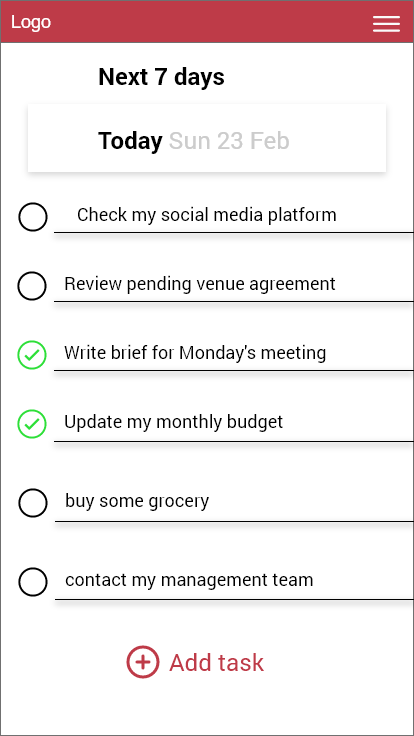 Logo
Next 7 days
Today Sun 23 Feb
Check my social media platform
Review pending venue agreement
Write brief for Monday's meeting
Update my monthly budget
buy some grocery
contact my management team
Add task